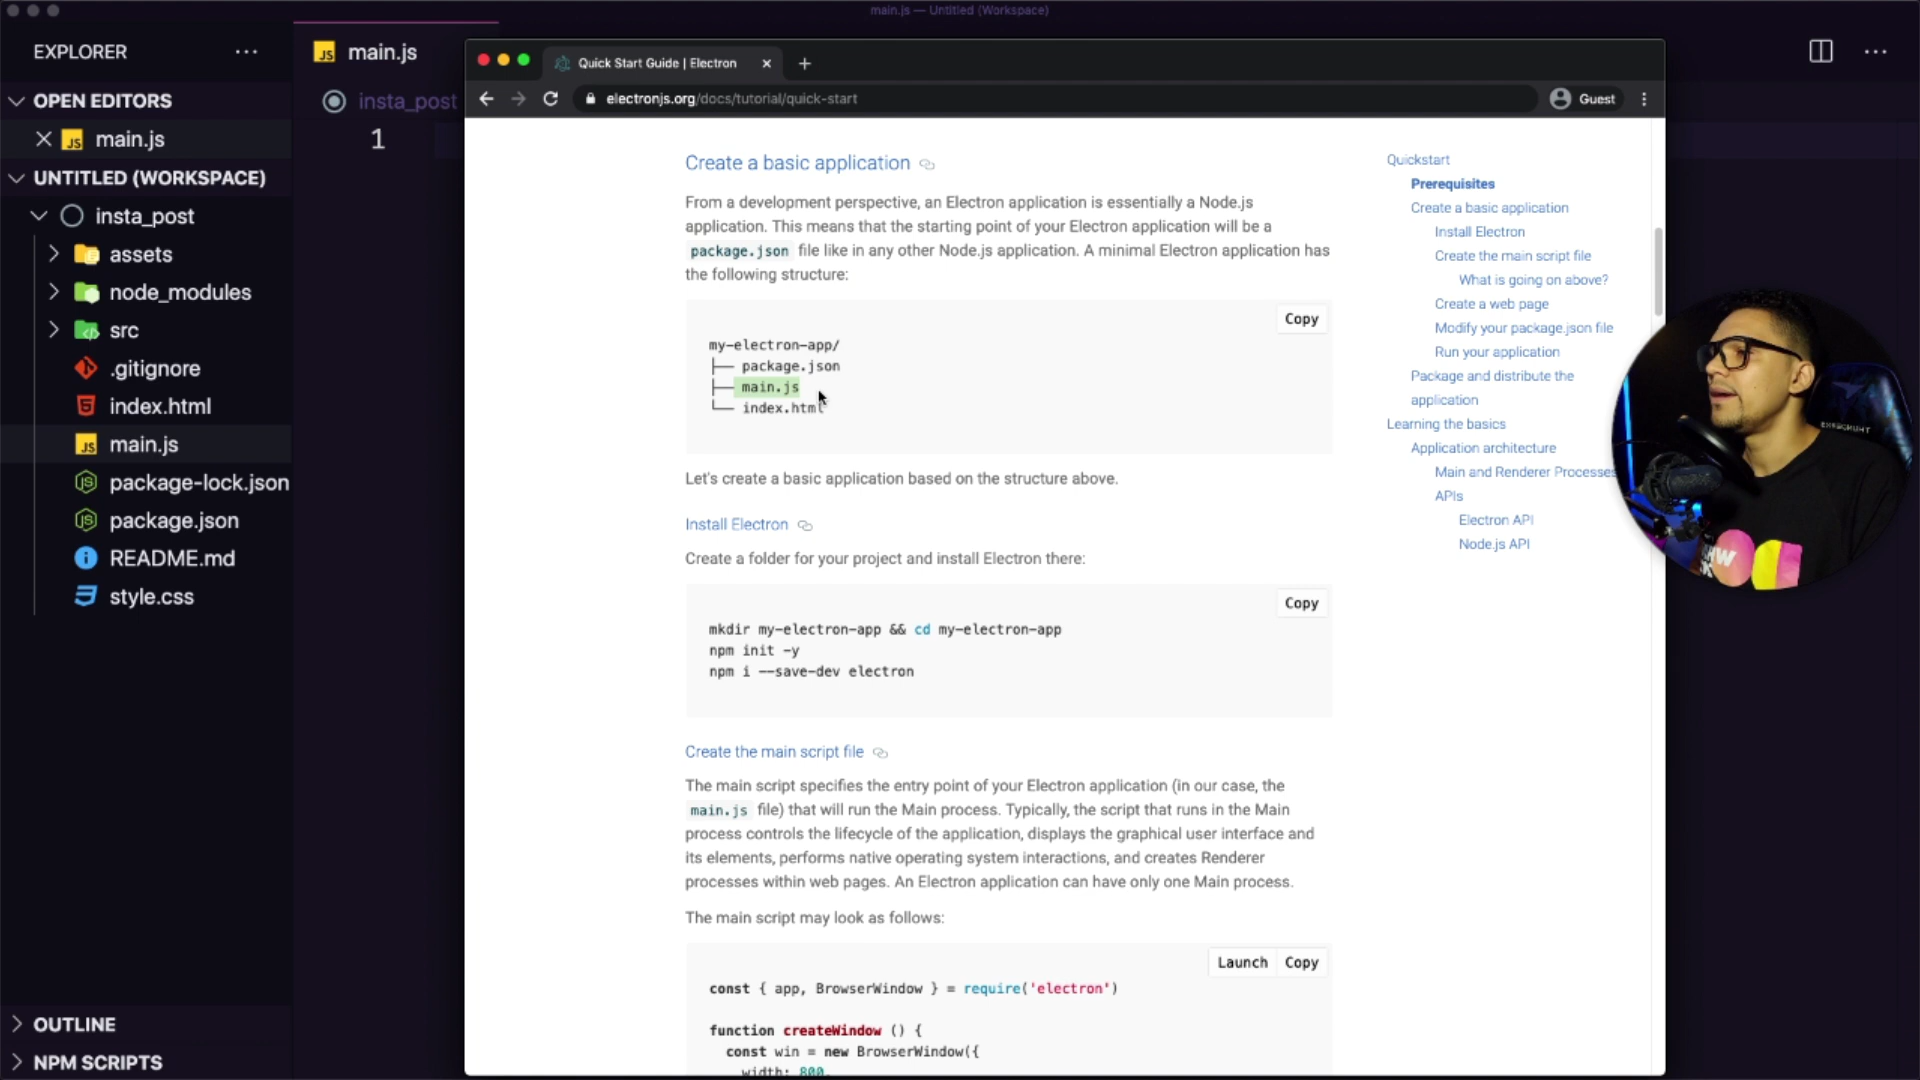 main.js — Untitled (Workspace)
EXPLORER
OPEN EDITORS
main.js
UNTITLED (WORKSPACE)
insta_post
assets
node_modules
src
.gitignore
index.html
main.js
package-lock.json
package.json
README.md
style.css
OUTLINE
NPM SCRIPTS
main.js
insta_post
1
Quick Start Guide | Electron
electronjs.org/docs/tutorial/quick-start
Guest
Create a basic application
From a development perspective, an Electron application is essentially a Node.js
application. This means that the starting point of your Electron application will be a
package.json file like in any other Node.js application. A minimal Electron application has
the following structure:
Copy
my-electron-app/
├── package.json
├── main.js
└── index.html
Let's create a basic application based on the structure above.
Install Electron
Create a folder for your project and install Electron there:
Copy
mkdir my-electron-app && cd my-electron-app
npm init -y
npm i --save-dev electron
Create the main script file
The main script specifies the entry point of your Electron application (in our case, the
main.js file) that will run the Main process. Typically, the script that runs in the Main
process controls the lifecycle of the application, displays the graphical user interface and
its elements, performs native operating system interactions, and creates Renderer
processes within web pages. An Electron application can have only one Main process.
The main script may look as follows:
Launch Copy
const { app, BrowserWindow } = require('electron')
function createWindow () {
const win = new BrowserWindow({
width: 800,
Quickstart
Prerequisites
Create a basic application
Install Electron
Create the main script file
What is going on above?
Create a web page
Modify your package.json file
Run your application
Package and distribute the
application
Learning the basics
Application architecture
Main and Renderer Processes
APIs
Electron API
Node.js API